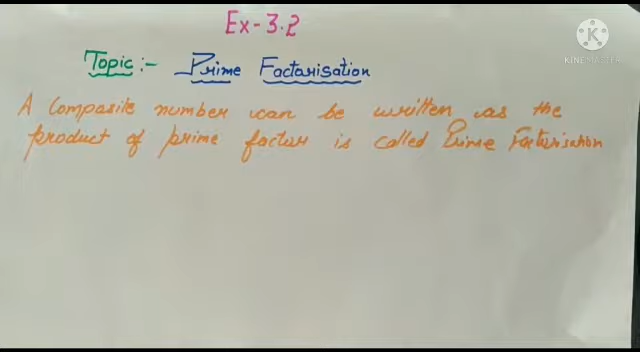 Ex-3.2
KINEMASTER
Topic:- Prime Factorisation
A Composite number can be written as the
product of prime factor is called Prime Factorisation